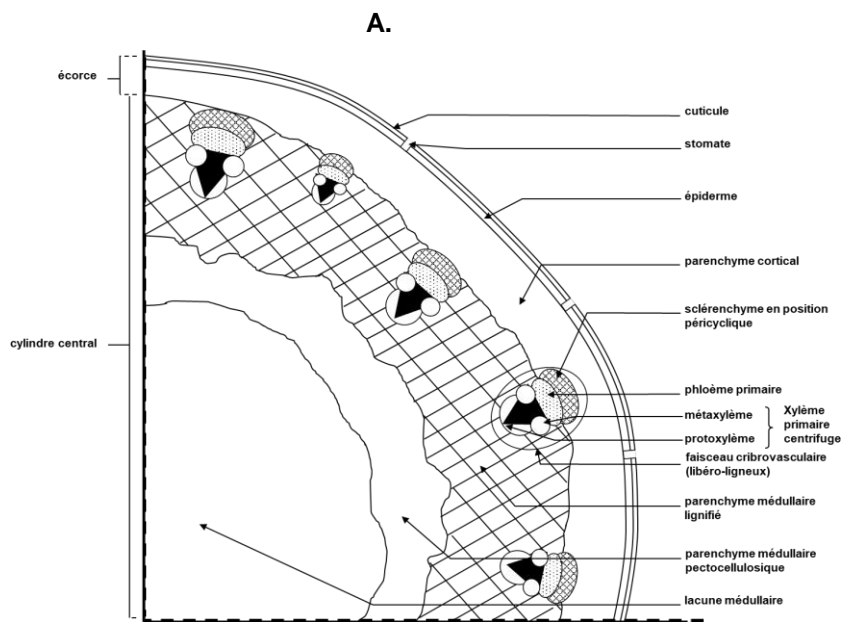 A.
écorce
cylindre central
cuticule
stomate
épiderme
parenchyme cortical
sclérenchyme en position
péricyclique
phloème primaire
métaxylème
protoxylème
Xylème
primaire
centrifuge
faisceau cribrovasculaire
(libéro-ligneux)
parenchyme médullaire
lignifié
parenchyme médullaire
pectocellulosique
lacune médullaire